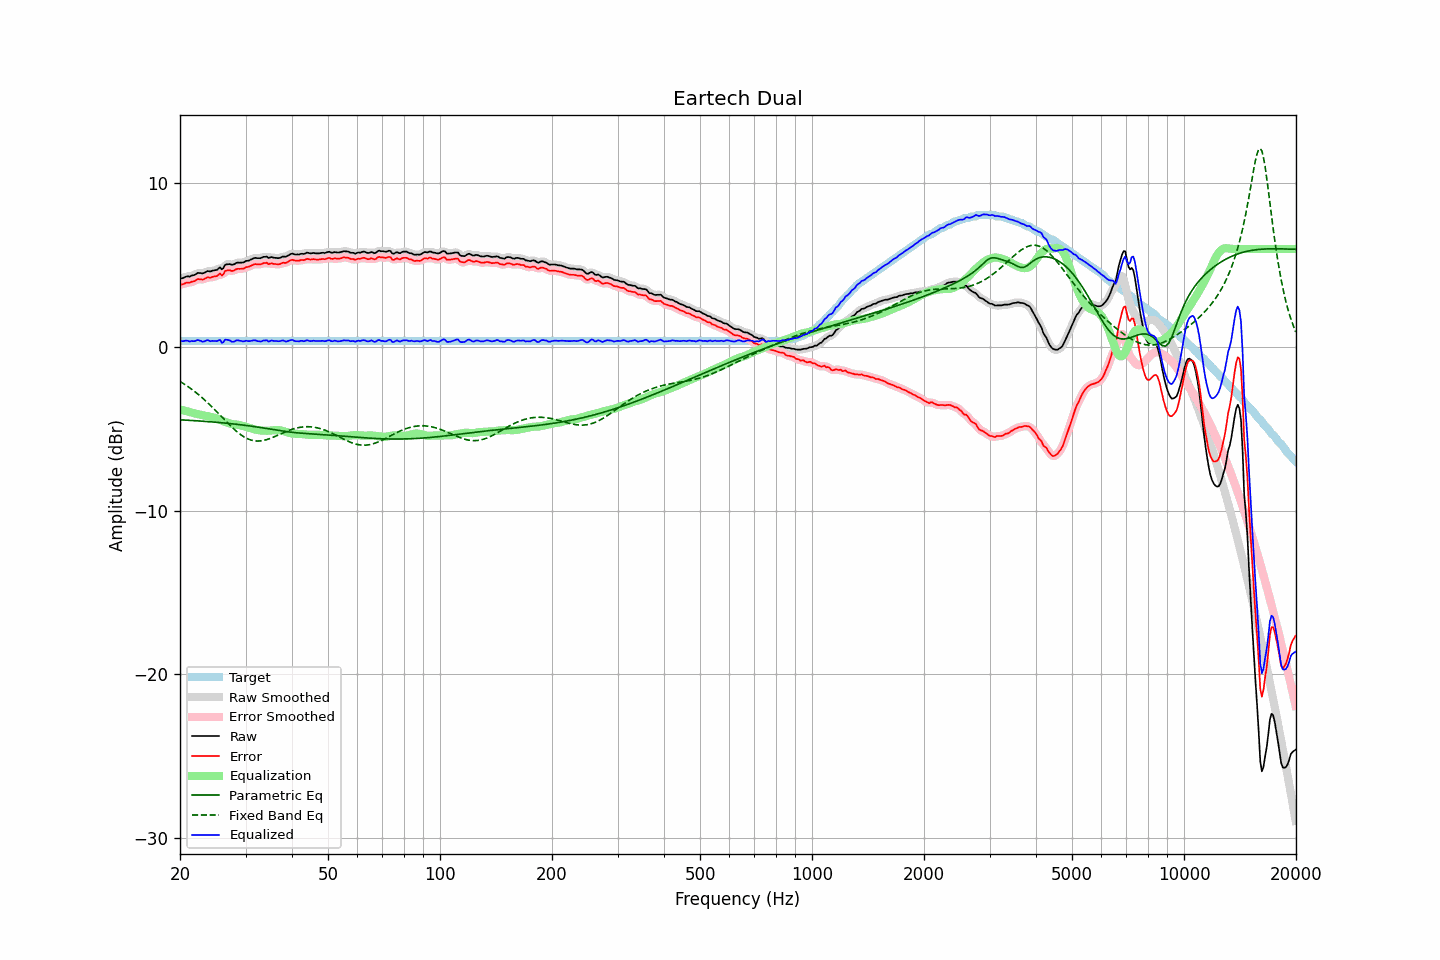 Eartech Dual
Amplitude (dBr)
10
0
−10
−20
−30
Target
Raw Smoothed
Error Smoothed
Raw
Error
Equalization
Parametric Eq
Fixed Band Eq
Equalized
20 50 100 200 500 1000 2000 5000 10000 20000
Frequency (Hz)